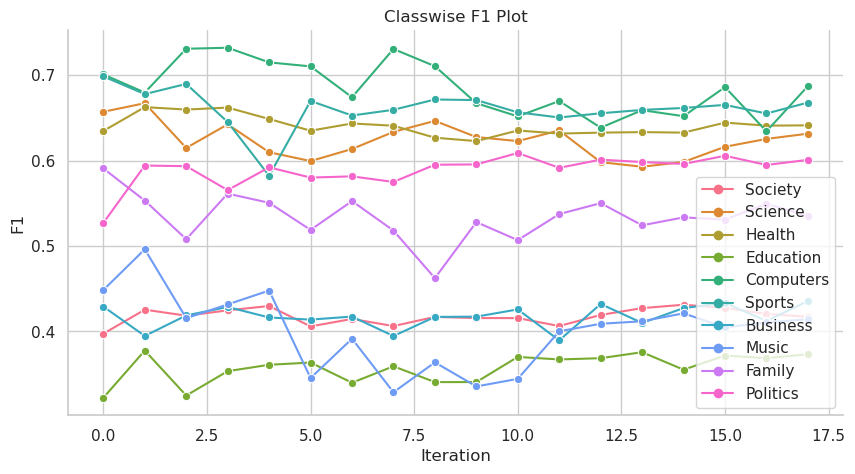 Classwise F1 Plot
F1
0.7
0.6
0.5
0.4
Society
Science
Health
Education
Computers
Sports
Business
Music
Family
Politics
0.0 2.5 5.0 7.5 10.0 12.5 15.0 17.5
Iteration